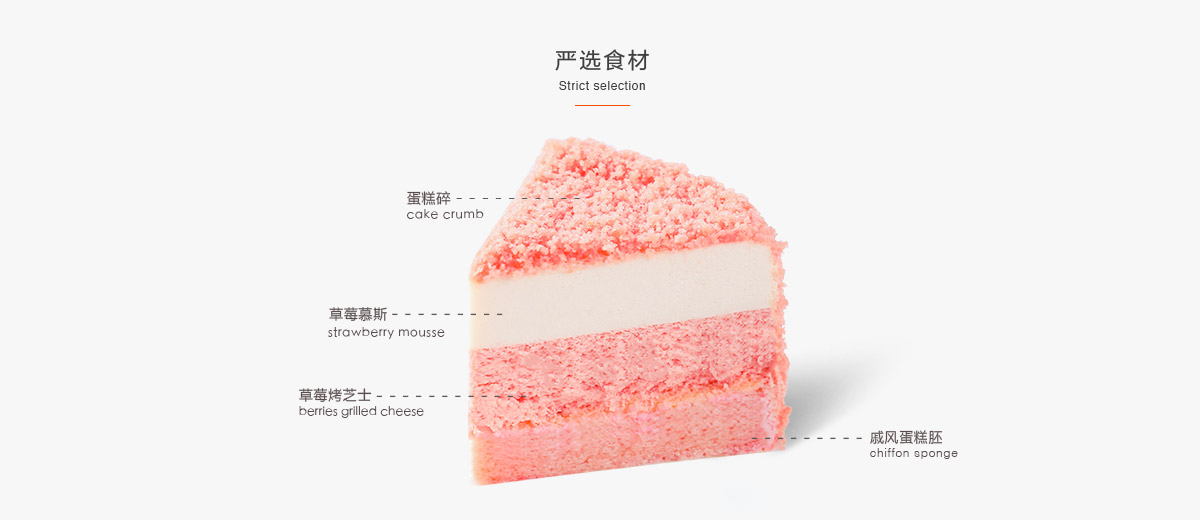 严选食材
Strict selection
蛋糕碎
cake crumb
草莓慕斯
strawberry mousse
草莓烤芝士
berries grilled cheese
戚风蛋糕胚
chiffon sponge